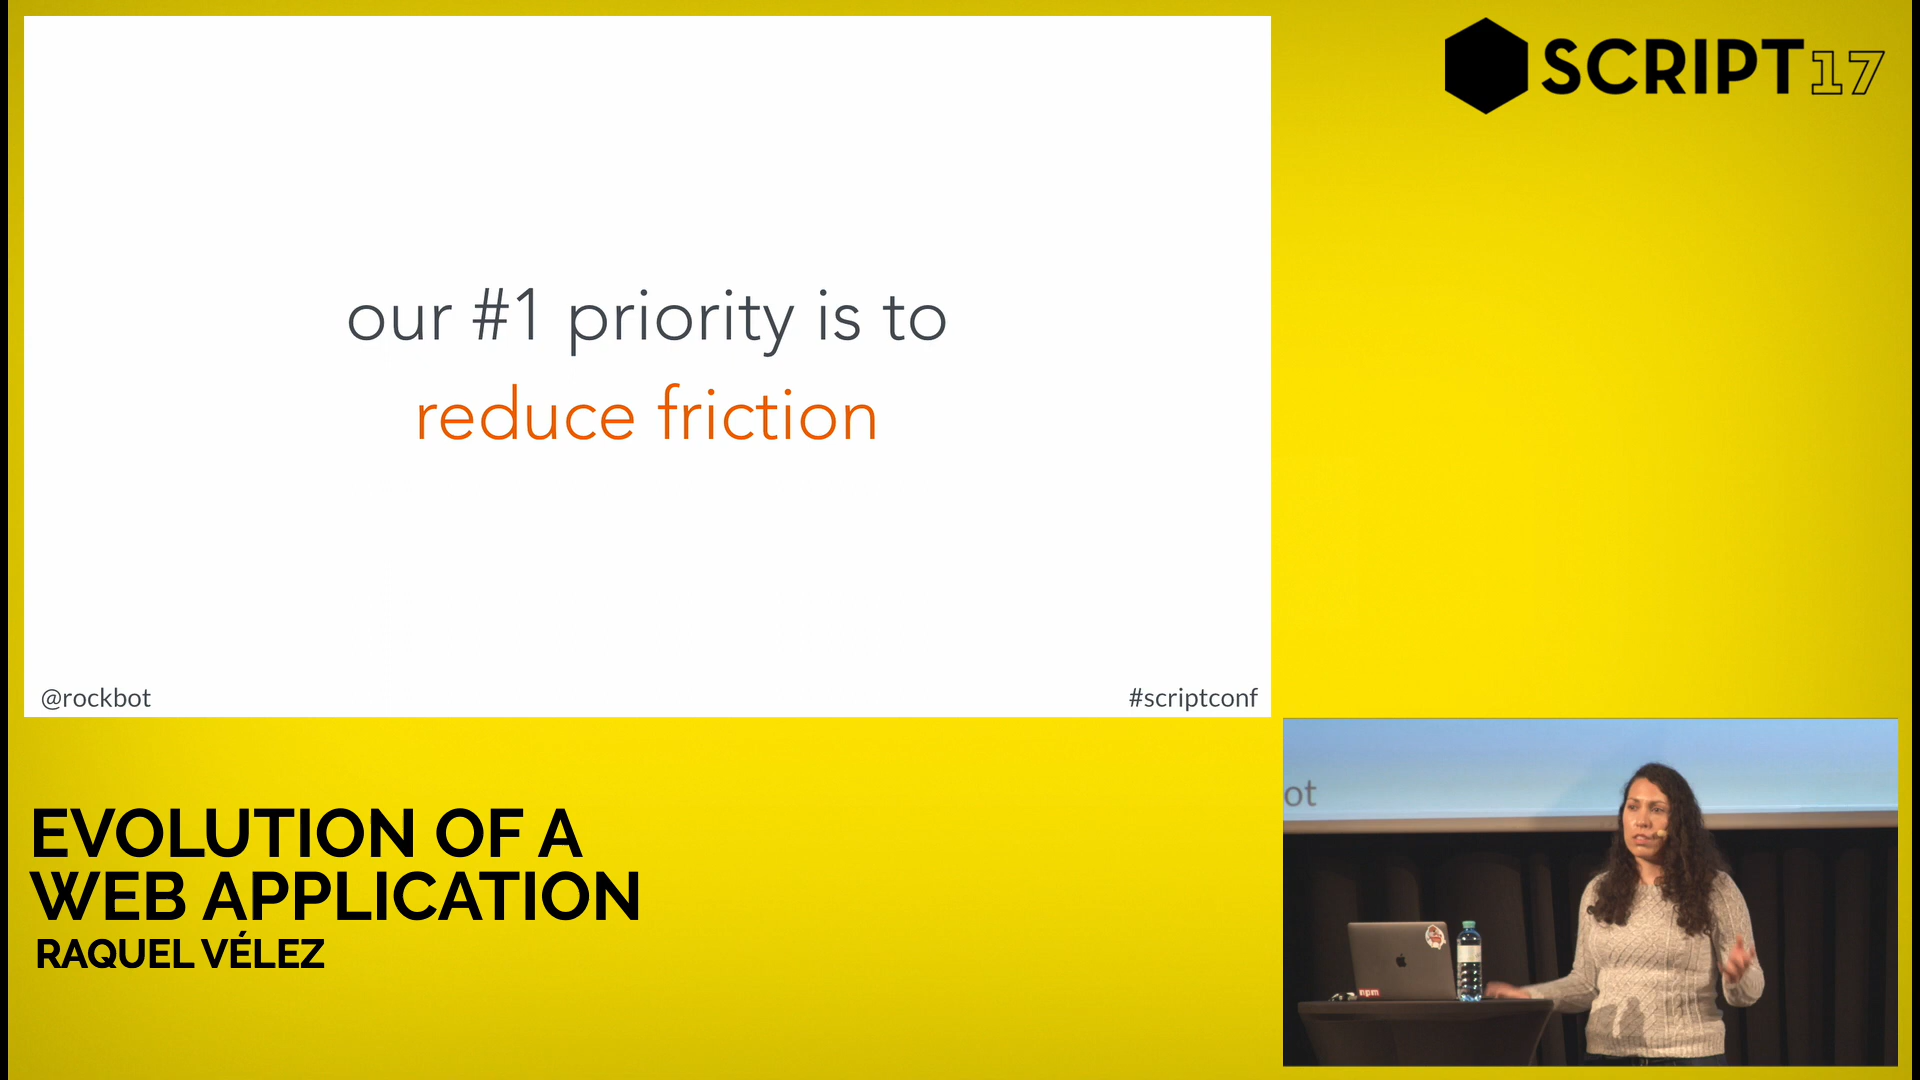 SCRIPT17
our #1 priority is to
reduce friction
@rockbot
#scriptconf
EVOLUTION OF A
WEB APPLICATION
RAQUEL VÉLEZ
ot
npm